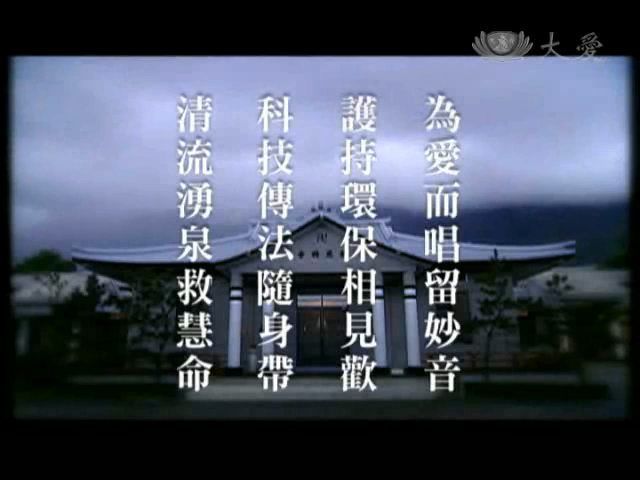 大愛
為愛而唱留妙音
護持環保相見歡
科技傳法隨身帶
清流湧泉救慧命